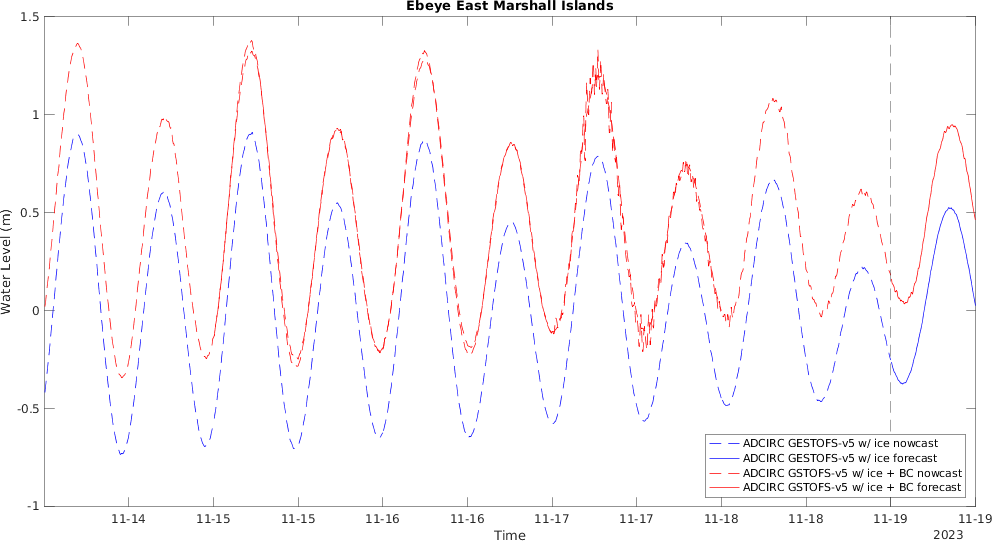 Ebeye East Marshall Islands
1.5
1
0.5
0
-0.5
-1
Water Level (m)
ADCIRC GESTOFS-v5 w/ ice nowcast
ADCIRC GESTOFS-v5 w/ ice forecast
ADCIRC GSTOFS-v5 w/ ice + BC nowcast
ADCIRC GSTOFS-v5 w/ ice + BC forecast
11-14 11-15 11-15 11-16 11-16 11-17 11-17 11-18 11-18 11-19 11-19
Time 2023